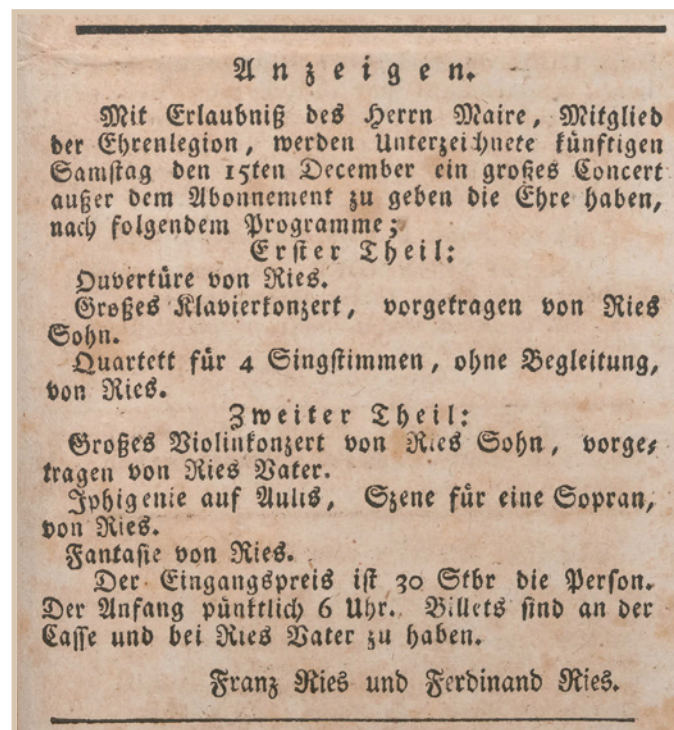 Anzeigen.
Mit Erlaubniß des Herrn Maire, Mitglied
der Ehrenlegion, werden Unterzeichnete künftigen
Samstag den 15ten December ein großes Concert
außer dem Abonnement zu geben die Ehre haben,
nach folgendem Programme;
Erster Theil:
Ouvertüre von Ries.
Großes Klavierkonzert, vorgetragen von Ries
Sohn.
Quartett für 4 Singstimmen, ohne Begleitung,
von Ries.
Zweiter Theil:
Großes Violinkonzert von Ries Sohn, vorge⸗
tragen von Ries Vater.
Iphigenie auf Aulis, Szene für eine Sopran,
von Ries.
Fantasie von Ries.
Der Eingangspreis ist 30 Stbr die Person.
Der Anfang pünktlich 6 Uhr. Billets sind an der
Casse und bei Ries Vater zu haben.
Franz Ries und Ferdinand Ries.